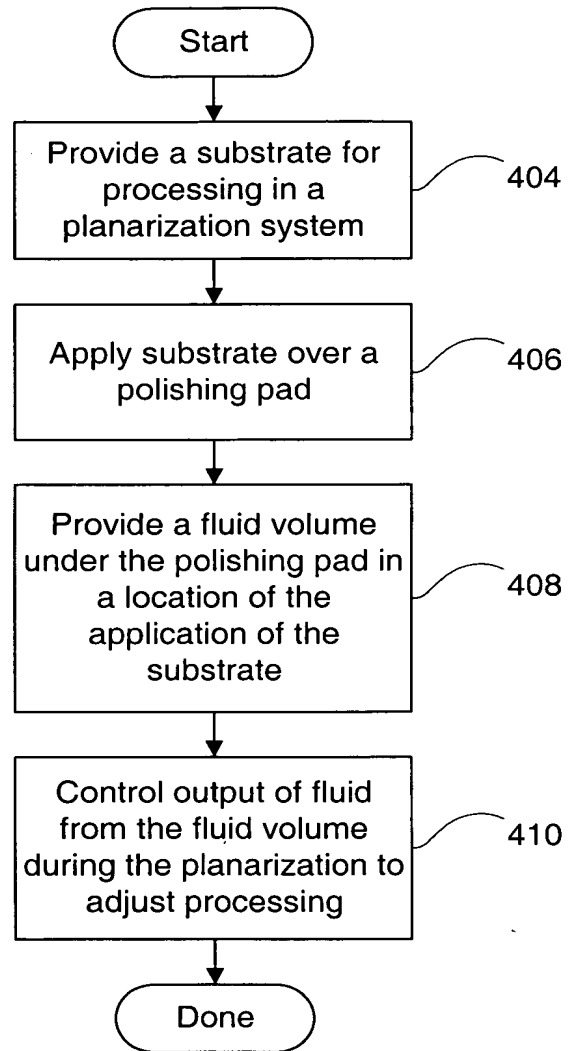 Start
Provide a substrate for
processing in a
planarization system
404
Apply substrate over a
polishing pad
406
Provide a fluid volume
under the polishing pad in
a location of the
application of the
substrate
408
Control output of fluid
from the fluid volume
during the planarization to
adjust processing
410
Done